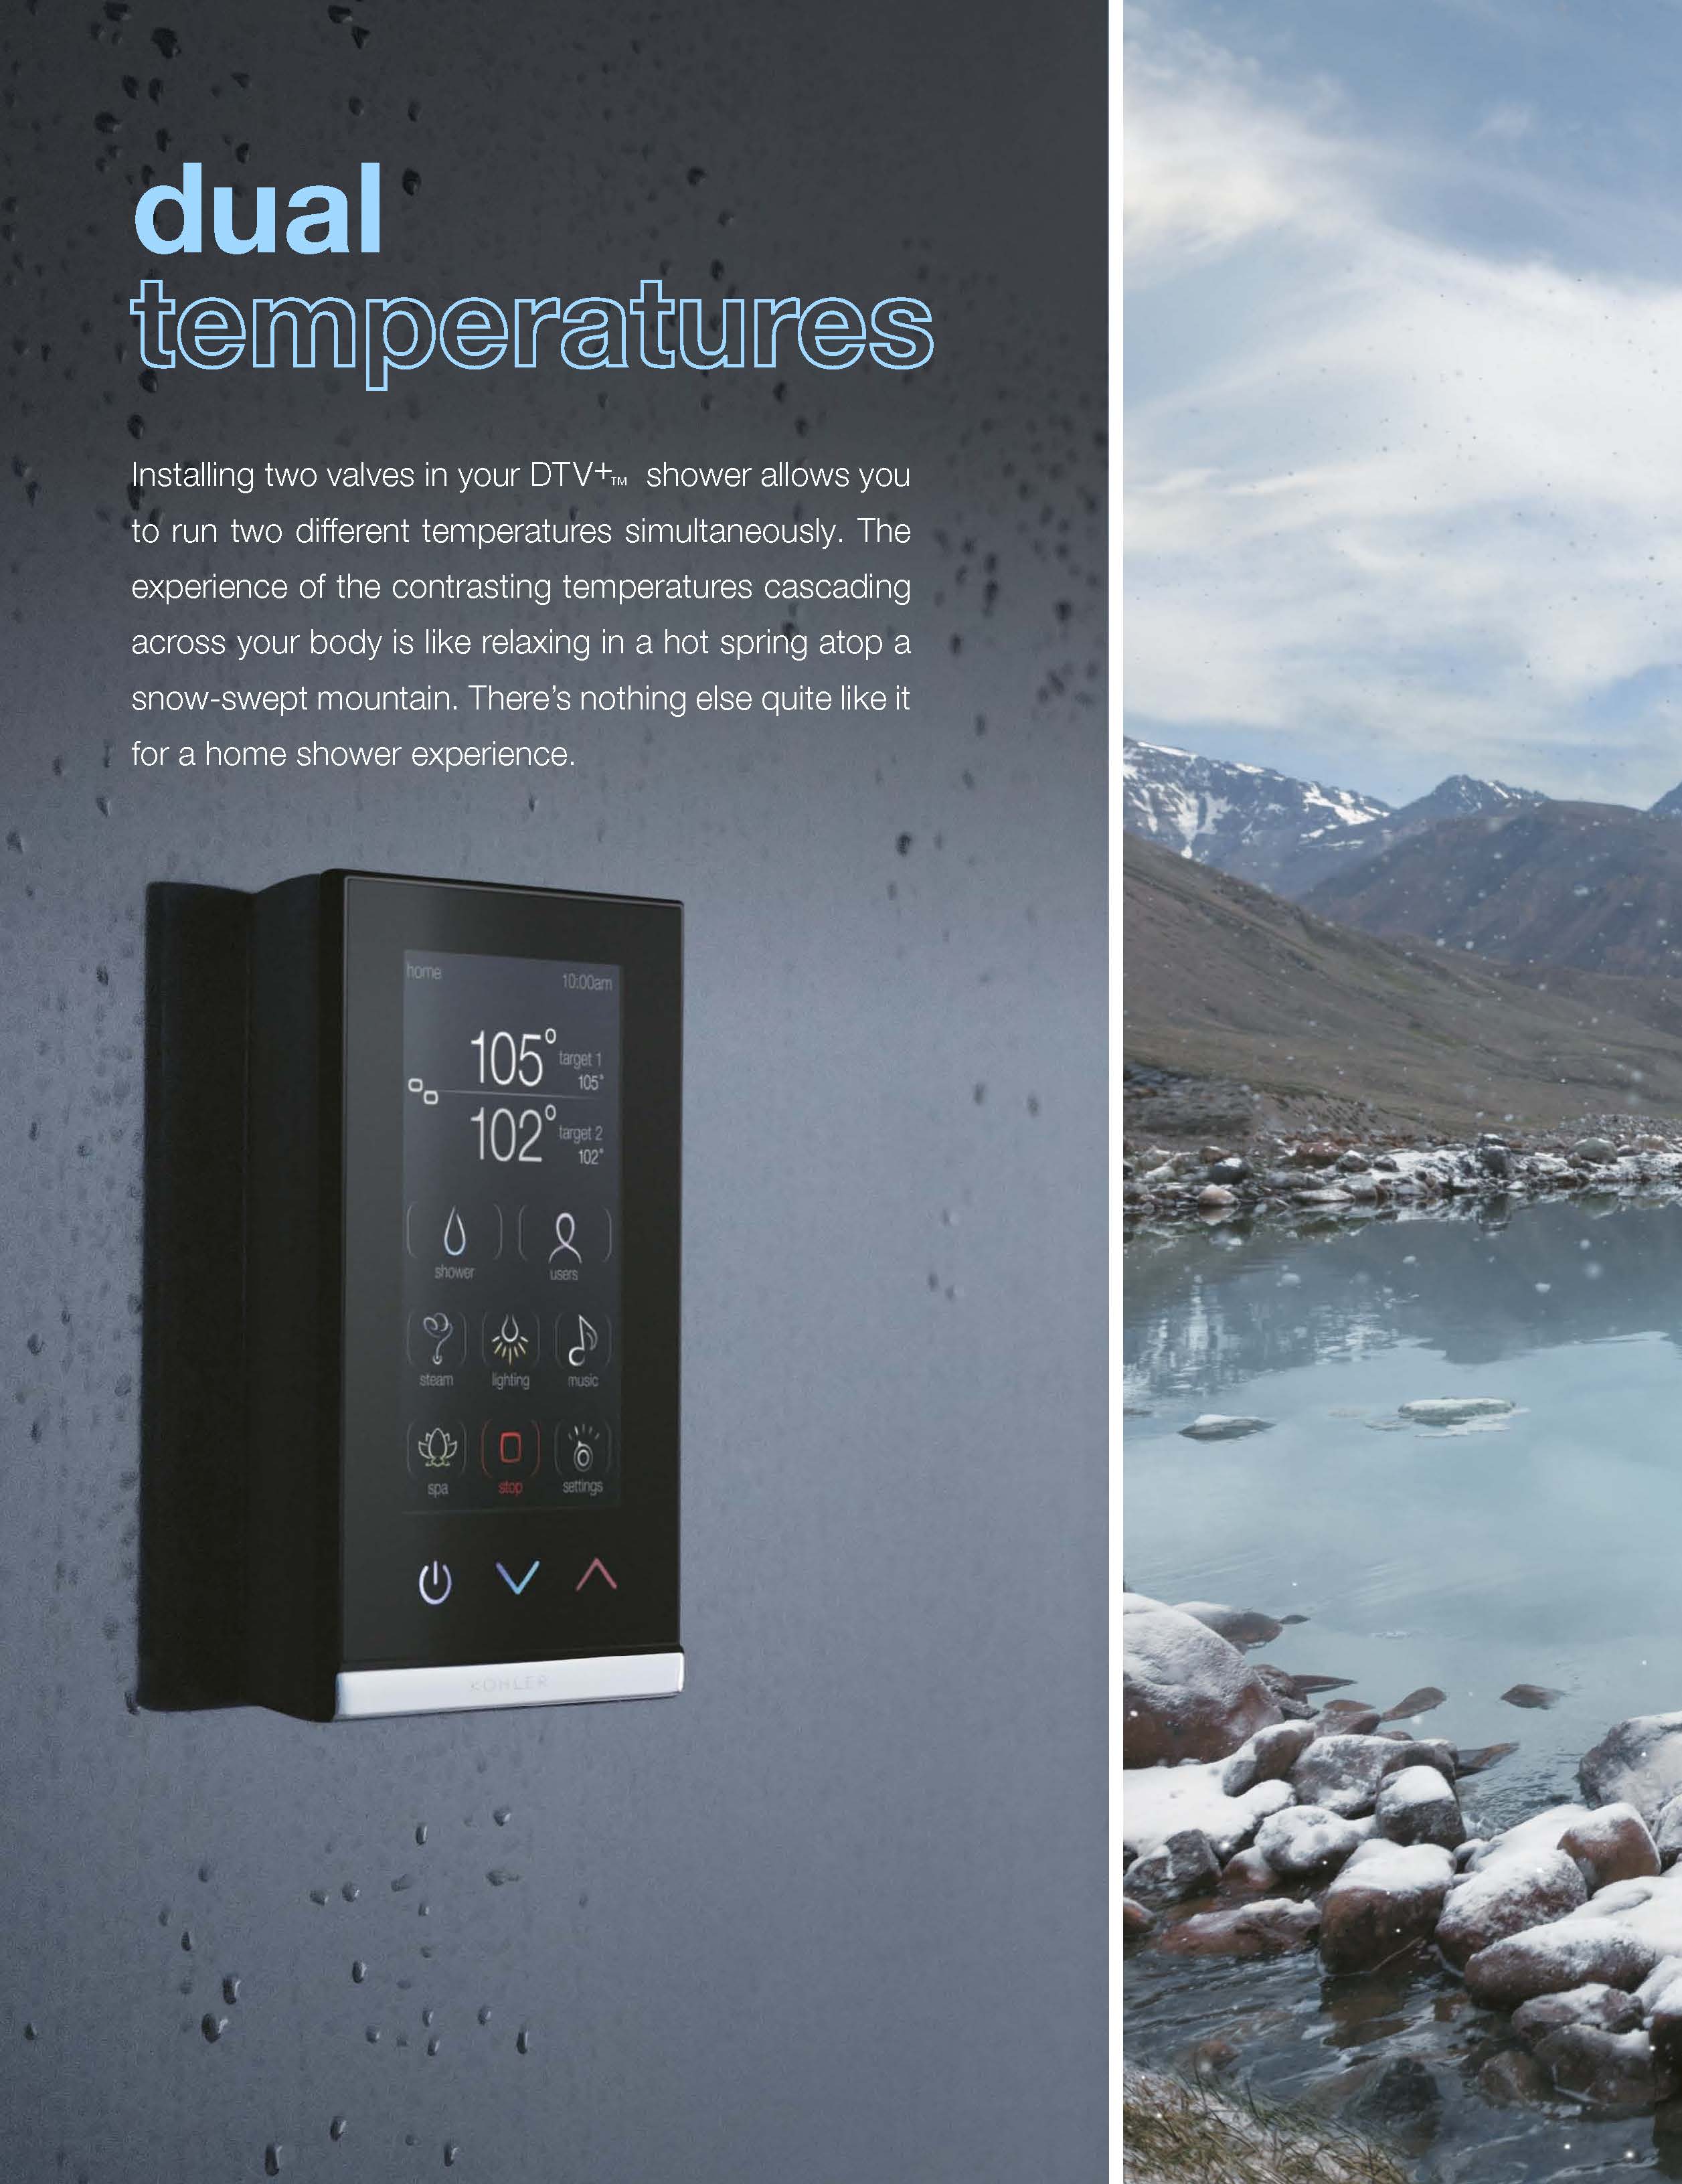 dual
temperatures
Installing two valves in your DTV+™ shower allows you
to run two different temperatures simultaneously. The
experience of the contrasting temperatures cascading
across your body is like relaxing in a hot spring atop a
snow-swept mountain. There's nothing else quite like it
for a home shower experience.
home 10:00am
105° target 1
105°
102° target 2
102°
shower users
steam lighting music
spa stop settings
KOHLER